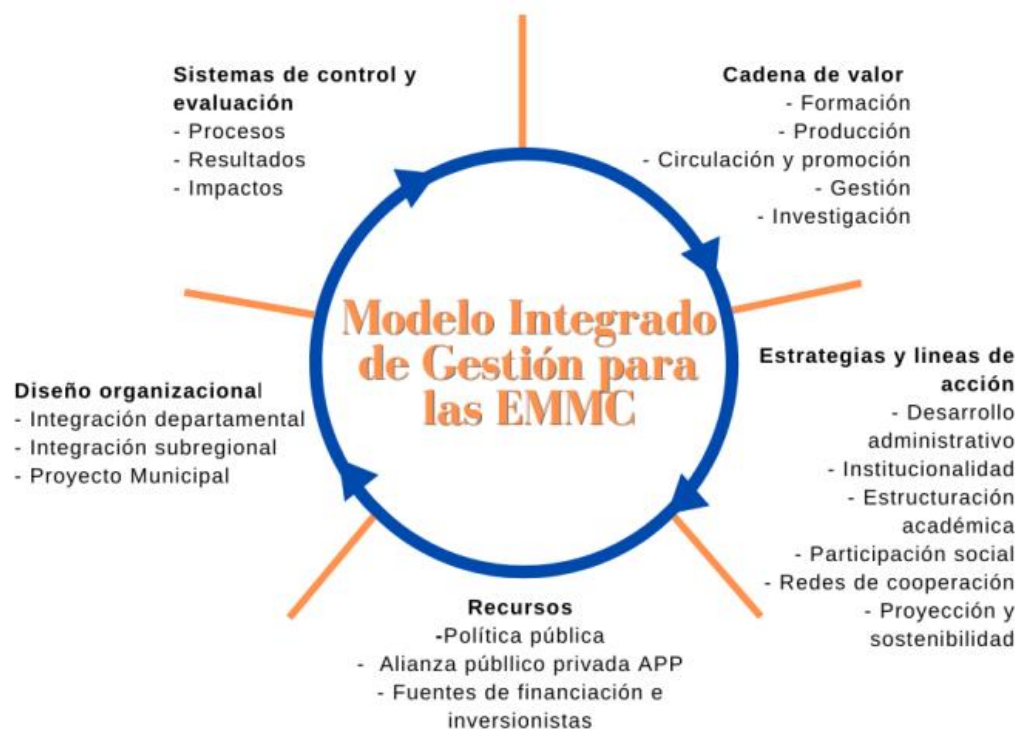 Sistemas de control y
evaluación
- Procesos
- Resultados
- Impactos
Cadena de valor
- Formación
- Producción
- Circulación y promoción
- Gestión
- Investigación
Modelo Integrado
de Gestión para
las EMMC
Estrategias y lineas de
acción
- Desarrollo
administrativo
- Institucionalidad
- Estructuración
académica
- Participación social
- Redes de cooperación
- Proyección y
sostenibilidad
Diseño organizacional
- Integración departamental
- Integración subregional
- Proyecto Municipal
Recursos
-Política pública
- Alianza públlico privada APP
- Fuentes de financiación e
inversionistas